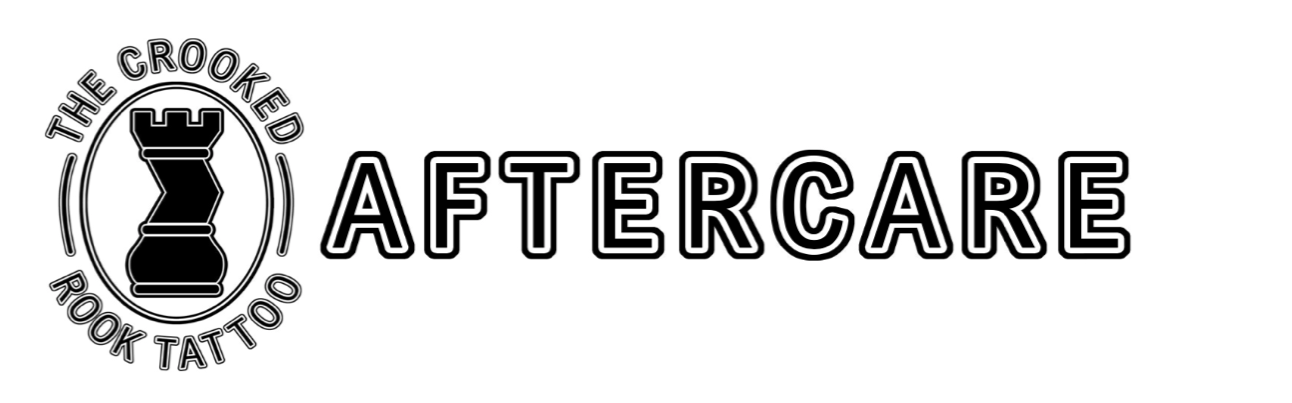 THE CROOKED
ROOK TATTOO
AFTERCARE